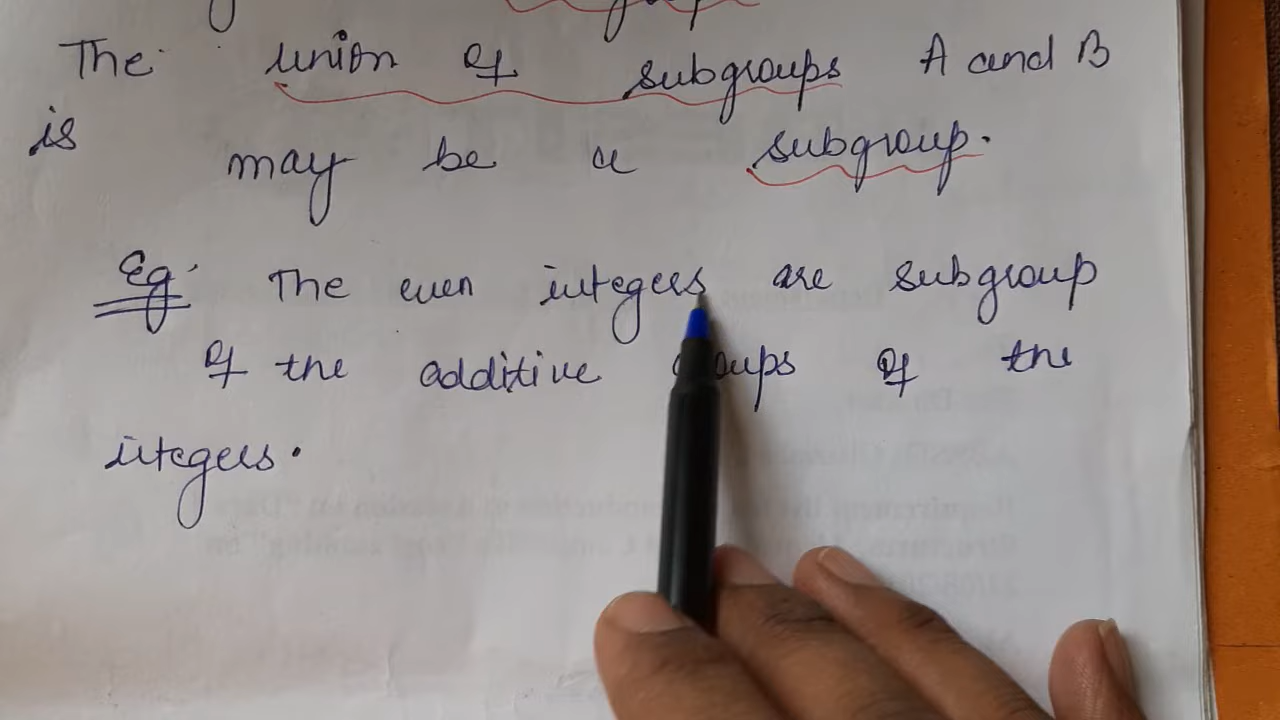 The union of subgroups A and B
is may be a subgroup.
Eg: The even integers are subgroup
of the additive groups of the
integers.